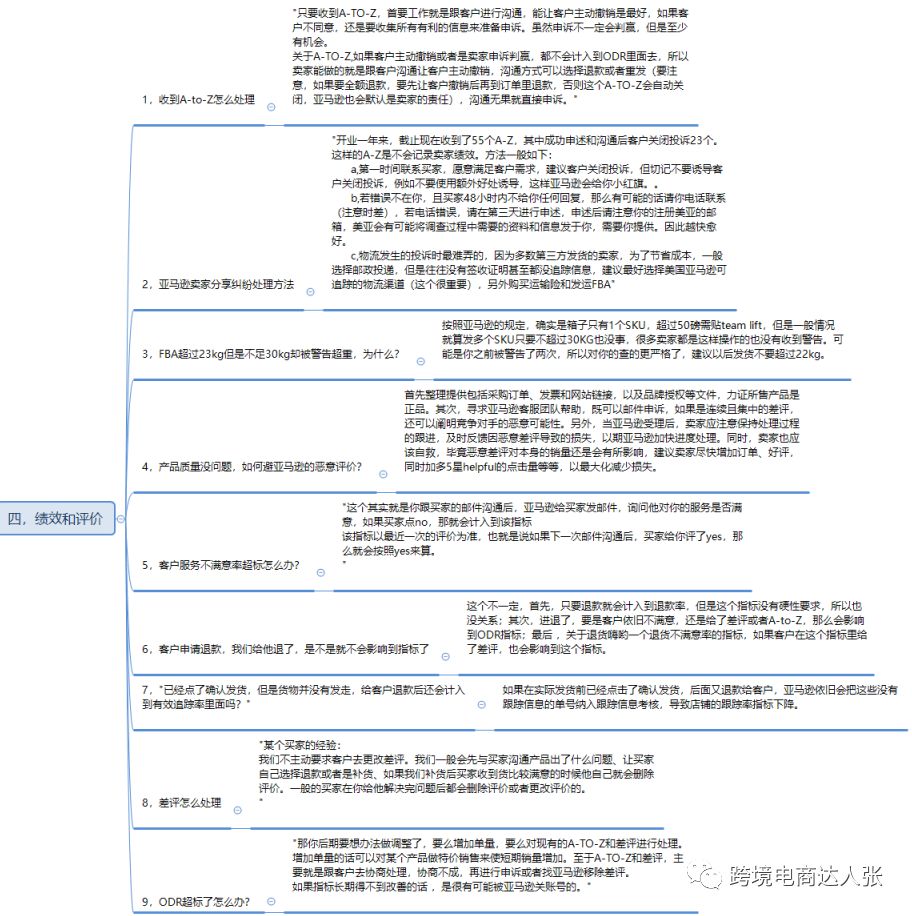 "只要收到A-TO-Z，首要工作就是跟客户进行沟通，能让客户主动撤销是最好，如果客
户不同意，还是要收集所有有利的信息来准备申诉。虽然申诉不一定会判赢，但是至少
有机会。
关于A-TO-Z,如果客户主动撤销或者是卖家申诉判赢，都不会计入到ODR里面去，所以
卖家能做的就是跟客户沟通让客户主动撤销，沟通方式可以选择退款或者重发（要注
意，如果要全额退款，要先让客户撤销后再到订单里退款，否则这个A-TO-Z会自动关
闭，亚马逊也会默认是卖家的责任），沟通无果就直接申诉。"
1，收到A-to-Z怎么处理
"开业一年来，截止现在收到了55个A-Z，其中成功申述和沟通后客户关闭投诉23个。
这样的A-Z是不会记录卖家绩效。方法一般如下：
a,第一时间联系买家，愿意满足客户需求，建议客户关闭投诉，但切记不要诱导客
户关闭投诉，例如不要使用额外好处诱导，这样亚马逊会给你小红旗。。
b,若错误不在你，且买家48小时内不给你任何回复，那么有可能的话请你电话联系
（注意时差），若电话错误，请在第三天进行申述，申述后请注意你的注册美亚的邮
箱，美亚会有可能将调查过程中需要的资料和信息发于你，需要你提供。因此越快愈
好。
c,物流发生的投诉时最难弄的，因为多数第三方发货的卖家，为了节省成本，一般
选择邮政投递，但是往往没有签收证明甚至都没追踪信息，建议最好选择美国亚马逊可
追踪的物流渠道（这个很重要），另外购买运输险和发运FBA"
2，亚马逊卖家分享纠纷处理方法
按照亚马逊的规定，确实是箱子只有1个SKU，超过50磅需贴team lift，但是一般情况
就算发多个SKU只要不超过30KG也没事，很多卖家都是这样操作的也没有收到警告。可
能是你之前被警告了两次，所以对你的查的更严格了，建议以后发货不要超过22kg。
3，FBA超过23kg但是不足30kg却被警告超重，为什么？
首先整理提供包括采购订单、发票和网站链接，以及品牌授权等文件，力证所售产品是
正品。其次，寻求亚马逊客服团队帮助，既可以邮件申诉，如果是连续且集中的差评，
还可以阐明竞争对手的恶意可能性。另外，当亚马逊受理后，卖家应注意保持处理过程
的跟进，及时反馈因恶意差评导致的损失，以期亚马逊加快进度处理。同时，卖家也应
该自救，毕竟恶意差评对本身的销量还是会有所影响，建议卖家尽快增加订单、好评，
同时加多5星helpful的点击量等等，以最大化减少损失。
4，产品质量没问题，如何避亚马逊的恶意评价？
四，绩效和评价
"这个其实就是你跟买家的邮件沟通后，亚马逊给买家发邮件，询问他对你的服务是否满
意，如果买家点no，那就会计入到该指标
该指标以最近一次的评价为准，也就是说如果下一次邮件沟通后，买家给你评了yes，那
么就会按照yes来算。
"
5，客户服务不满意率超标怎么办？
这个不一定，首先，只要退款就会计入到退款率，但是这个指标没有硬性要求，所以也
没关系；其次，进退了，要是客户依旧不满意，还是给了差评或者A-to-Z，那么会影响
到ODR指标；最后 ，关于退货嗨哟一个退货不满意率的指标，如果客户在这个指标里给
了差评，也会影响到这个指标。
6，客户申请退款，我们给他退了，是不是就不会影响到指标了
7，"已经点了确认发货，但是货物并没有发走，给客户退款后还会计入
到有效追踪率里面吗？"
如果在实际发货前已经点击了确认发货，后面又退款给客户，亚马逊依旧会把这些没有
跟踪信息的单号纳入跟踪信息考核，导致店铺的跟踪率指标下降。
"某个买家的经验：
我们不主动要求客户去更改差评。我们一般会先与买家沟通产品出了什么问题、让买家
自己选择退款或者是补货、如果我们补货后买家收到货比较满意的时候他自己就会删除
评价。一般的买家在你给他解决完问题后都会删除评价或者更改评价的。
"
8，差评怎么处理
"那你后期要想办法做调整了，要么增加单量，要么对现有的A-TO-Z和差评进行处理。
增加单量的话可以对某个产品做特价销售来使短期销量增加。至于A-TO-Z和差评，主
要就是跟客户去协商处理，协商不成，再进行申诉或者去找亚马逊移除差评。
如果指标长期得不到改善的话 ，是很有可能被亚马逊关账号的。"
9，ODR超标了怎么办？
跨境电商达人张